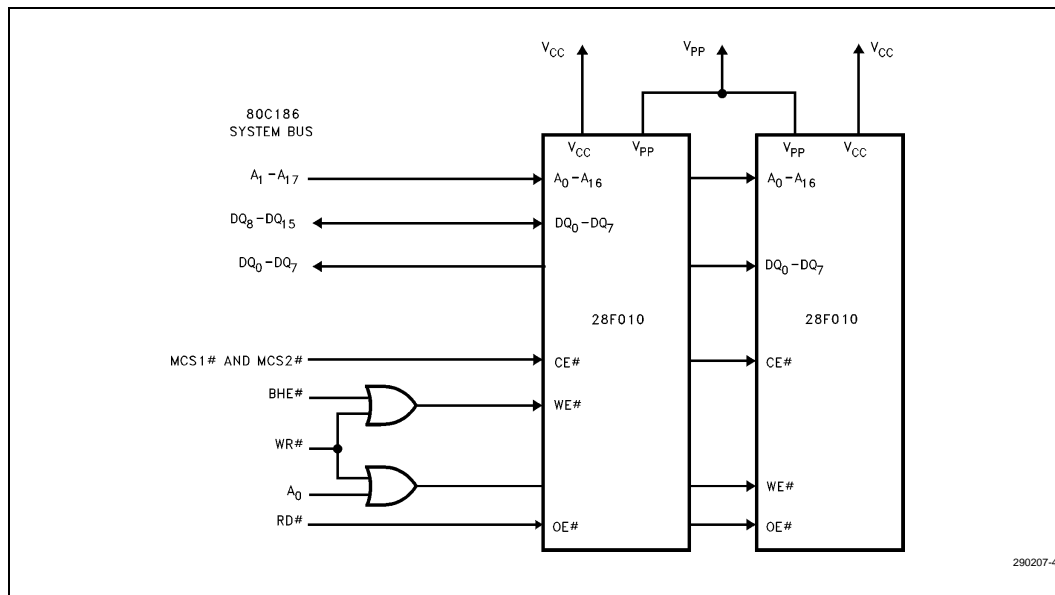 V_CC V_PP V_CC
80C186
SYSTEM BUS
V_CC V_PP V_PP V_CC
A_1–A_17 A_0–A_16 A_0–A_16
DQ_8–DQ_15 DQ_0–DQ_7
DQ_0–DQ_7 DQ_0–DQ_7
28F010 28F010
MCS1# AND MCS2# CE# CE#
BHE# WE#
WR#
A_0 WE#
RD# OE# OE#
290207-4